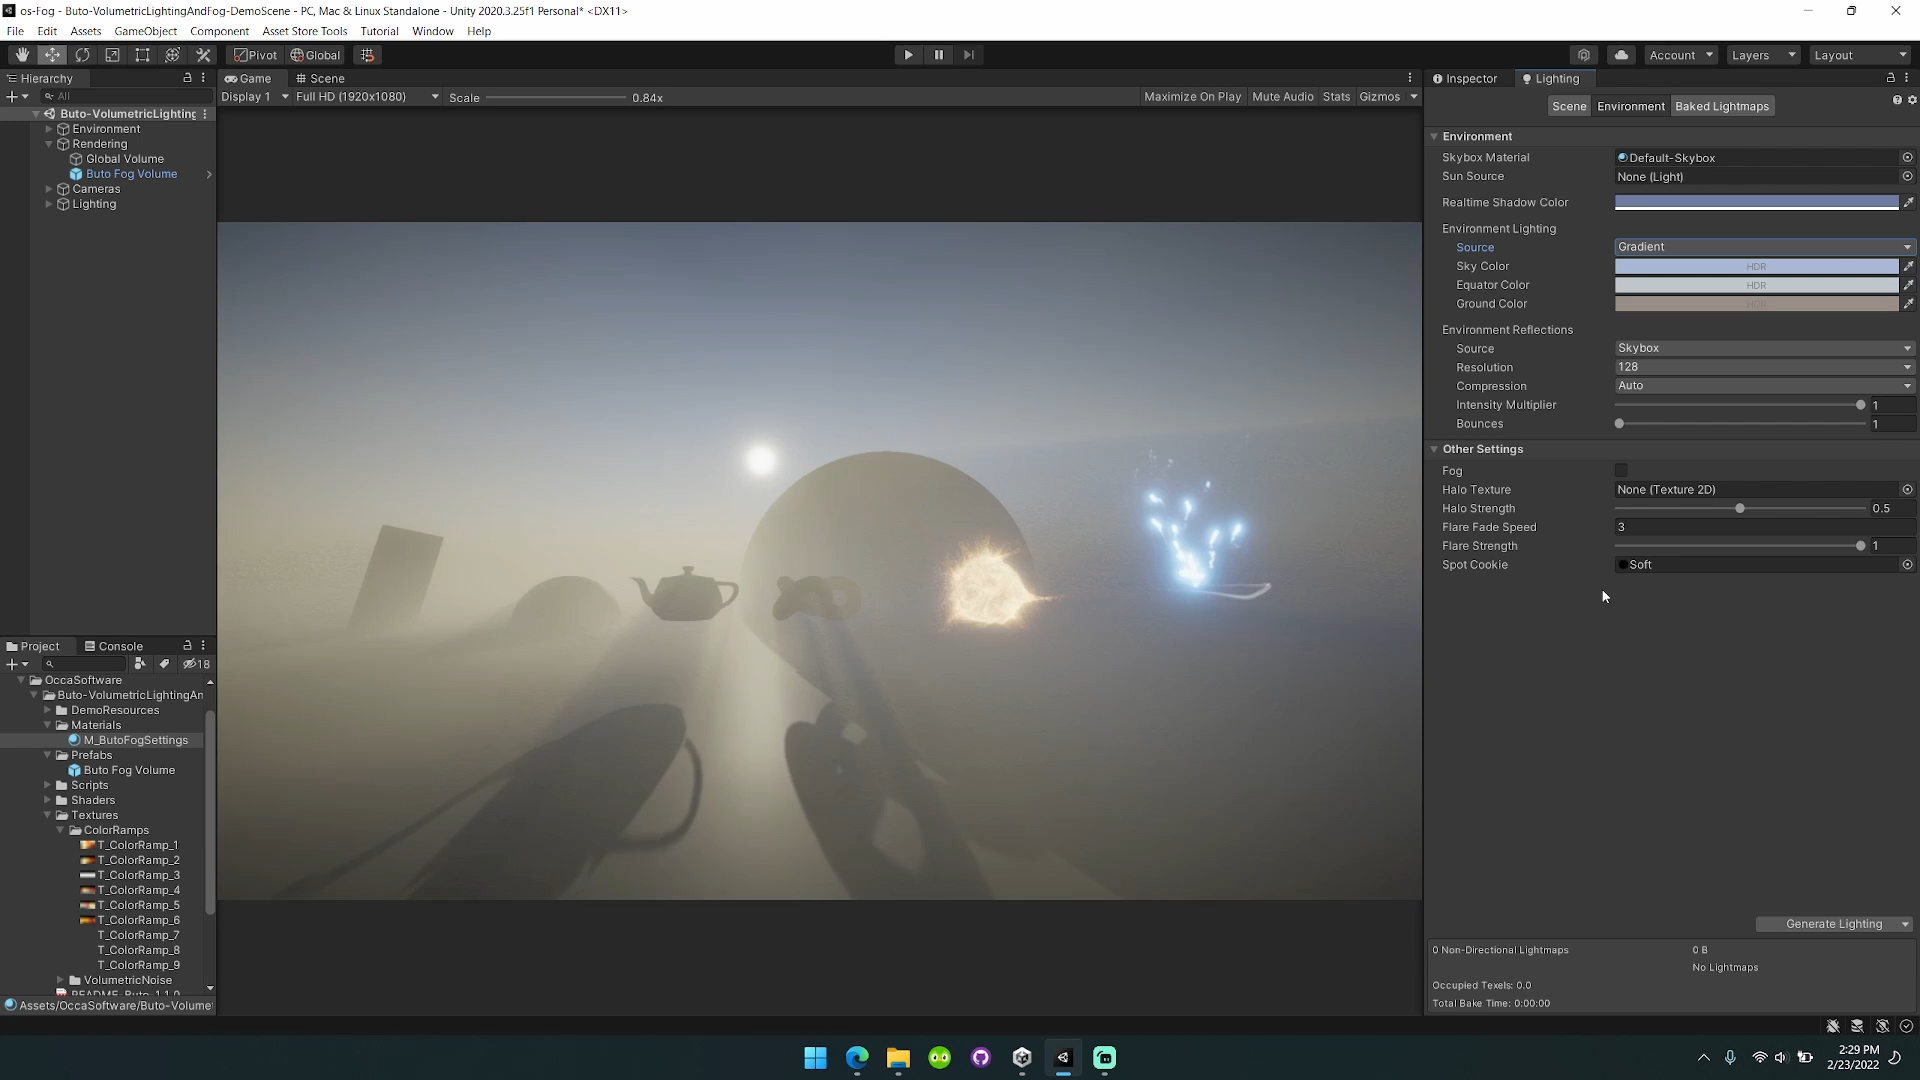 os-Fog - Buto-VolumetricLightingAndFog-DemoScene - PC, Mac & Linux Standalone - Unity 2020.3.25f1 Personal* <DX11>
File Edit Assets GameObject Component Asset Store Tools Tutorial Window Help
Pivot Global Account Layers Layout
Hierarchy Game Scene Inspector Lighting
All Display 1 Full HD (1920x1080) Scale 0.84x Maximize On Play Mute Audio Stats Gizmos
Scene Environment Baked Lightmaps
Buto-VolumetricLighting
Environment
Rendering
Global Volume
Buto Fog Volume
Cameras
Lighting
Environment
Skybox Material Default-Skybox
Sun Source None (Light)
Realtime Shadow Color
Environment Lighting
Source Gradient
Sky Color HDR
Equator Color HDR
Ground Color HDR
Environment Reflections
Source Skybox
Resolution 128
Compression Auto
Intensity Multiplier 1
Bounces 1
Other Settings
Fog
Halo Texture None (Texture 2D)
Halo Strength 0.5
Flare Fade Speed 3
Flare Strength 1
Spot Cookie Soft
Project Console
18
OccaSoftware
Buto-VolumetricLightingAn
DemoResources
Materials
M_ButoFogSettings
Prefabs
Buto Fog Volume
Scripts
Shaders
Textures
ColorRamps
T_ColorRamp_1
T_ColorRamp_2
T_ColorRamp_3
T_ColorRamp_4
T_ColorRamp_5
T_ColorRamp_6
T_ColorRamp_7
T_ColorRamp_8
T_ColorRamp_9
VolumetricNoise
README-Buto-1.1.0
Assets/OccaSoftware/Buto-Volume
Generate Lighting
0 Non-Directional Lightmaps 0 B
No Lightmaps
Occupied Texels: 0.0
Total Bake Time: 0:00:00
2:29 PM
2/23/2022